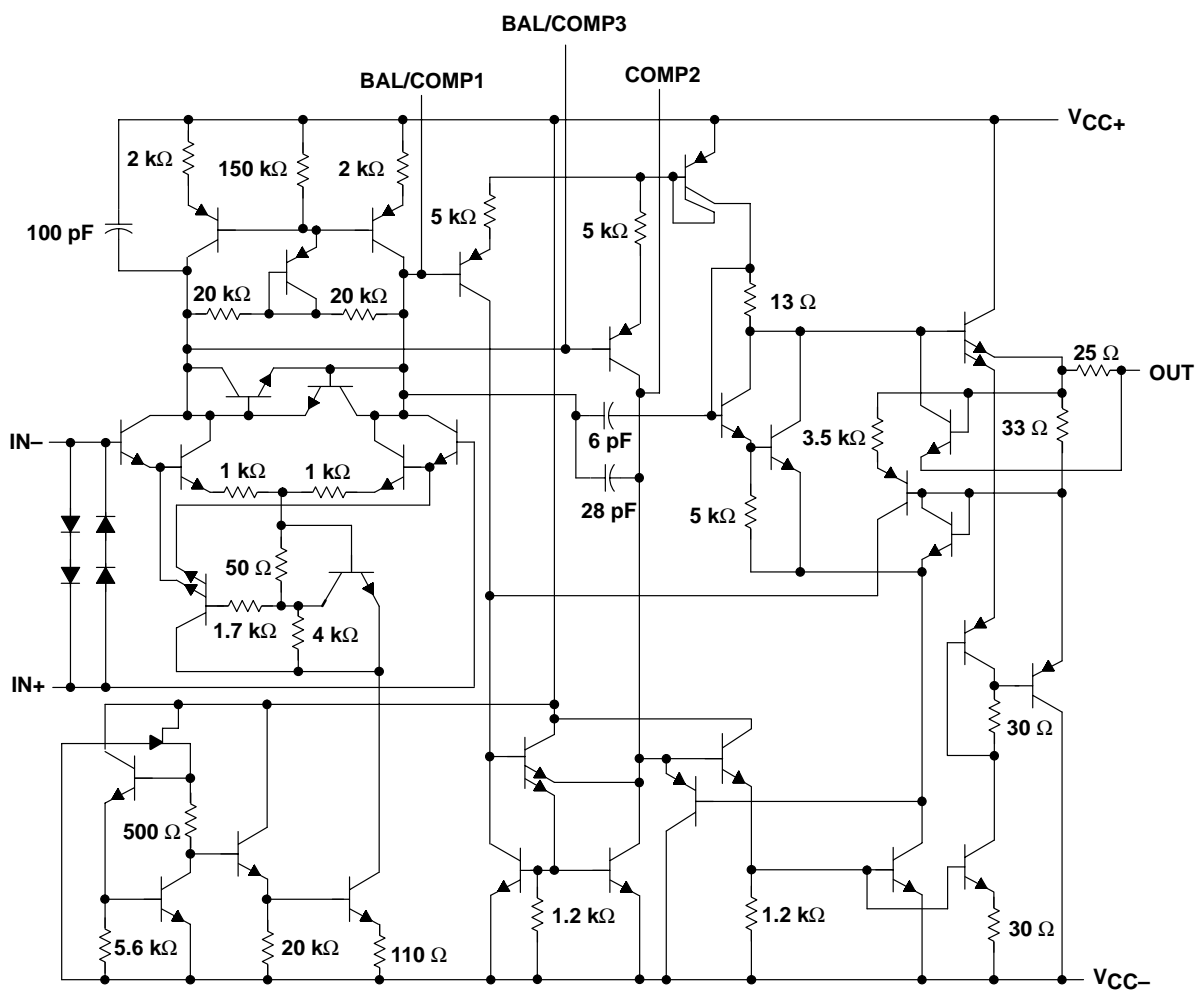 BAL/COMP3
BAL/COMP1
COMP2
VCC+
2 kΩ
150 kΩ
2 kΩ
100 pF
5 kΩ
5 kΩ
20 kΩ
20 kΩ
13 Ω
25 Ω
OUT
IN–
6 pF
3.5 kΩ
33 Ω
1 kΩ
1 kΩ
28 pF
5 kΩ
50 Ω
1.7 kΩ
4 kΩ
IN+
30 Ω
500 Ω
5.6 kΩ
20 kΩ
110 Ω
1.2 kΩ
1.2 kΩ
30 Ω
VCC–